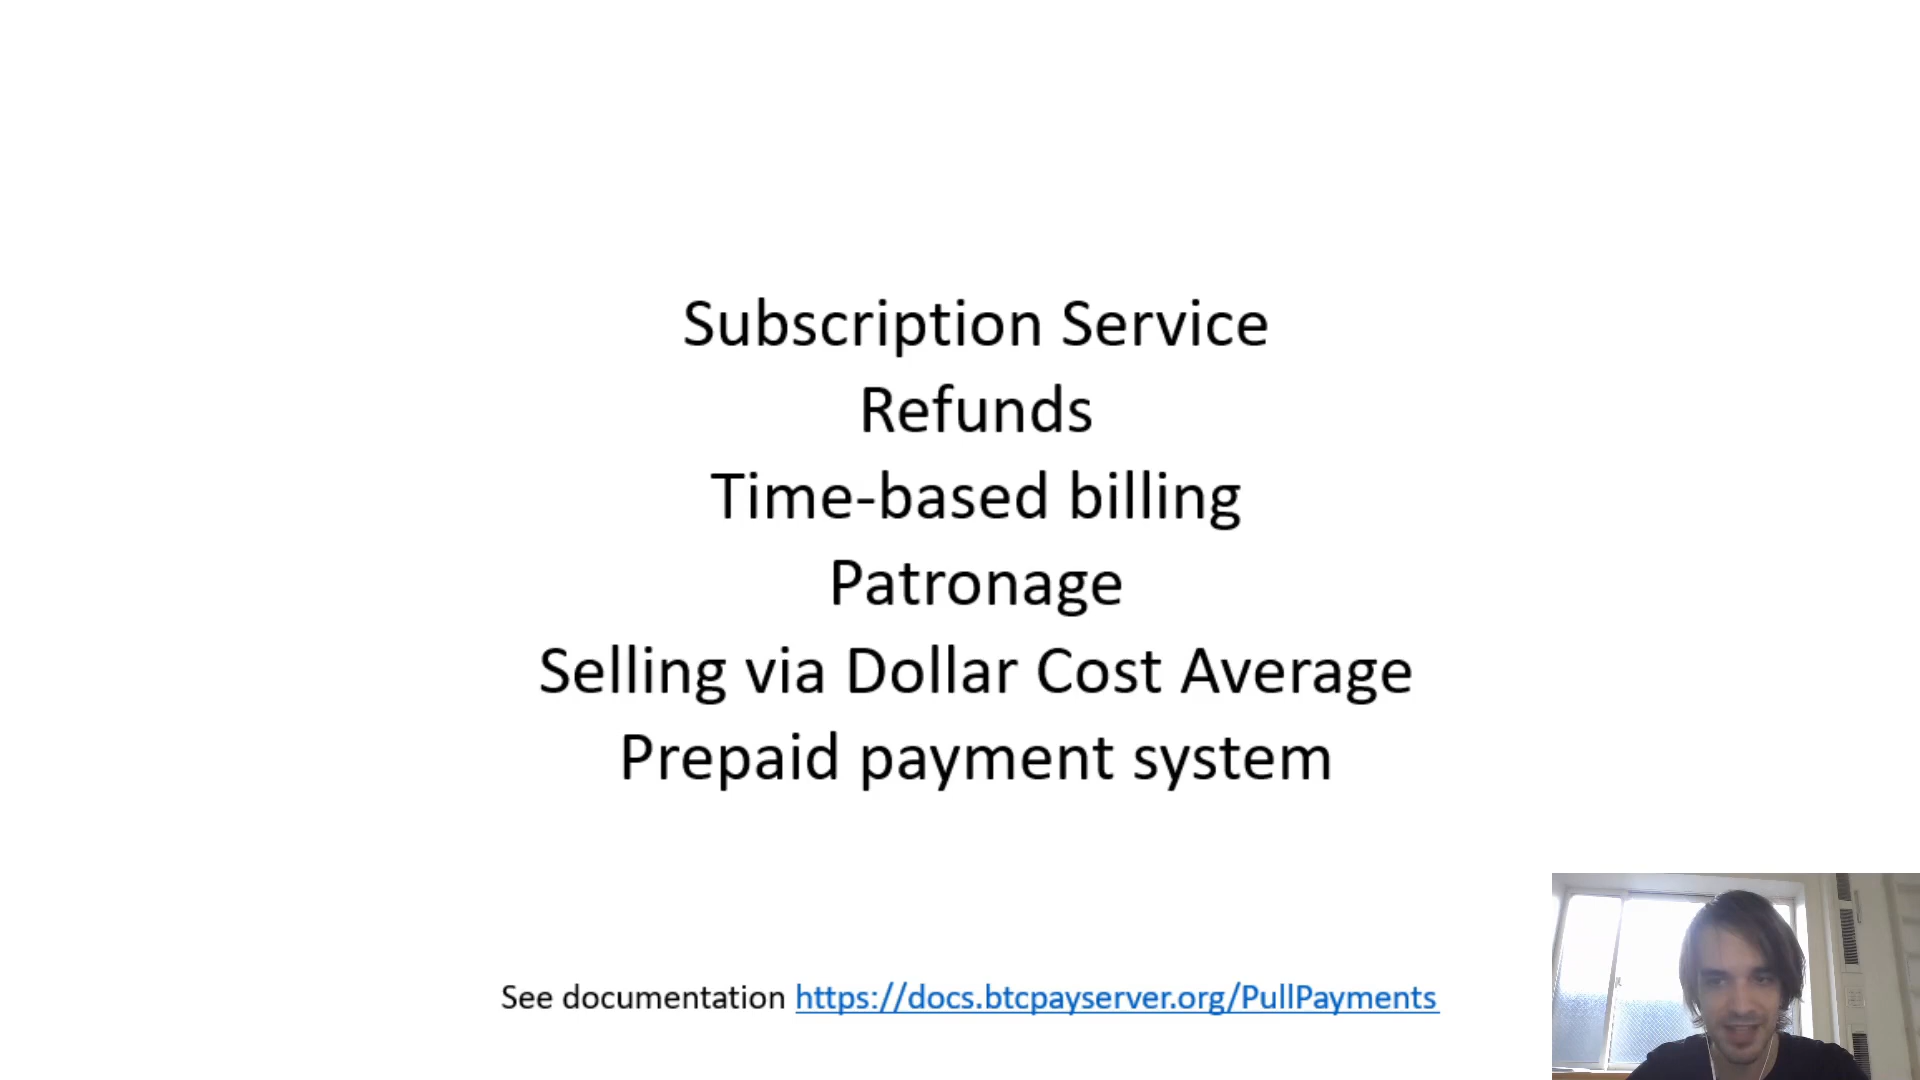 Subscription Service
Refunds
Time-based billing
Patronage
Selling via Dollar Cost Average
Prepaid payment system
See documentation https://docs.btcpayserver.org/PullPayments